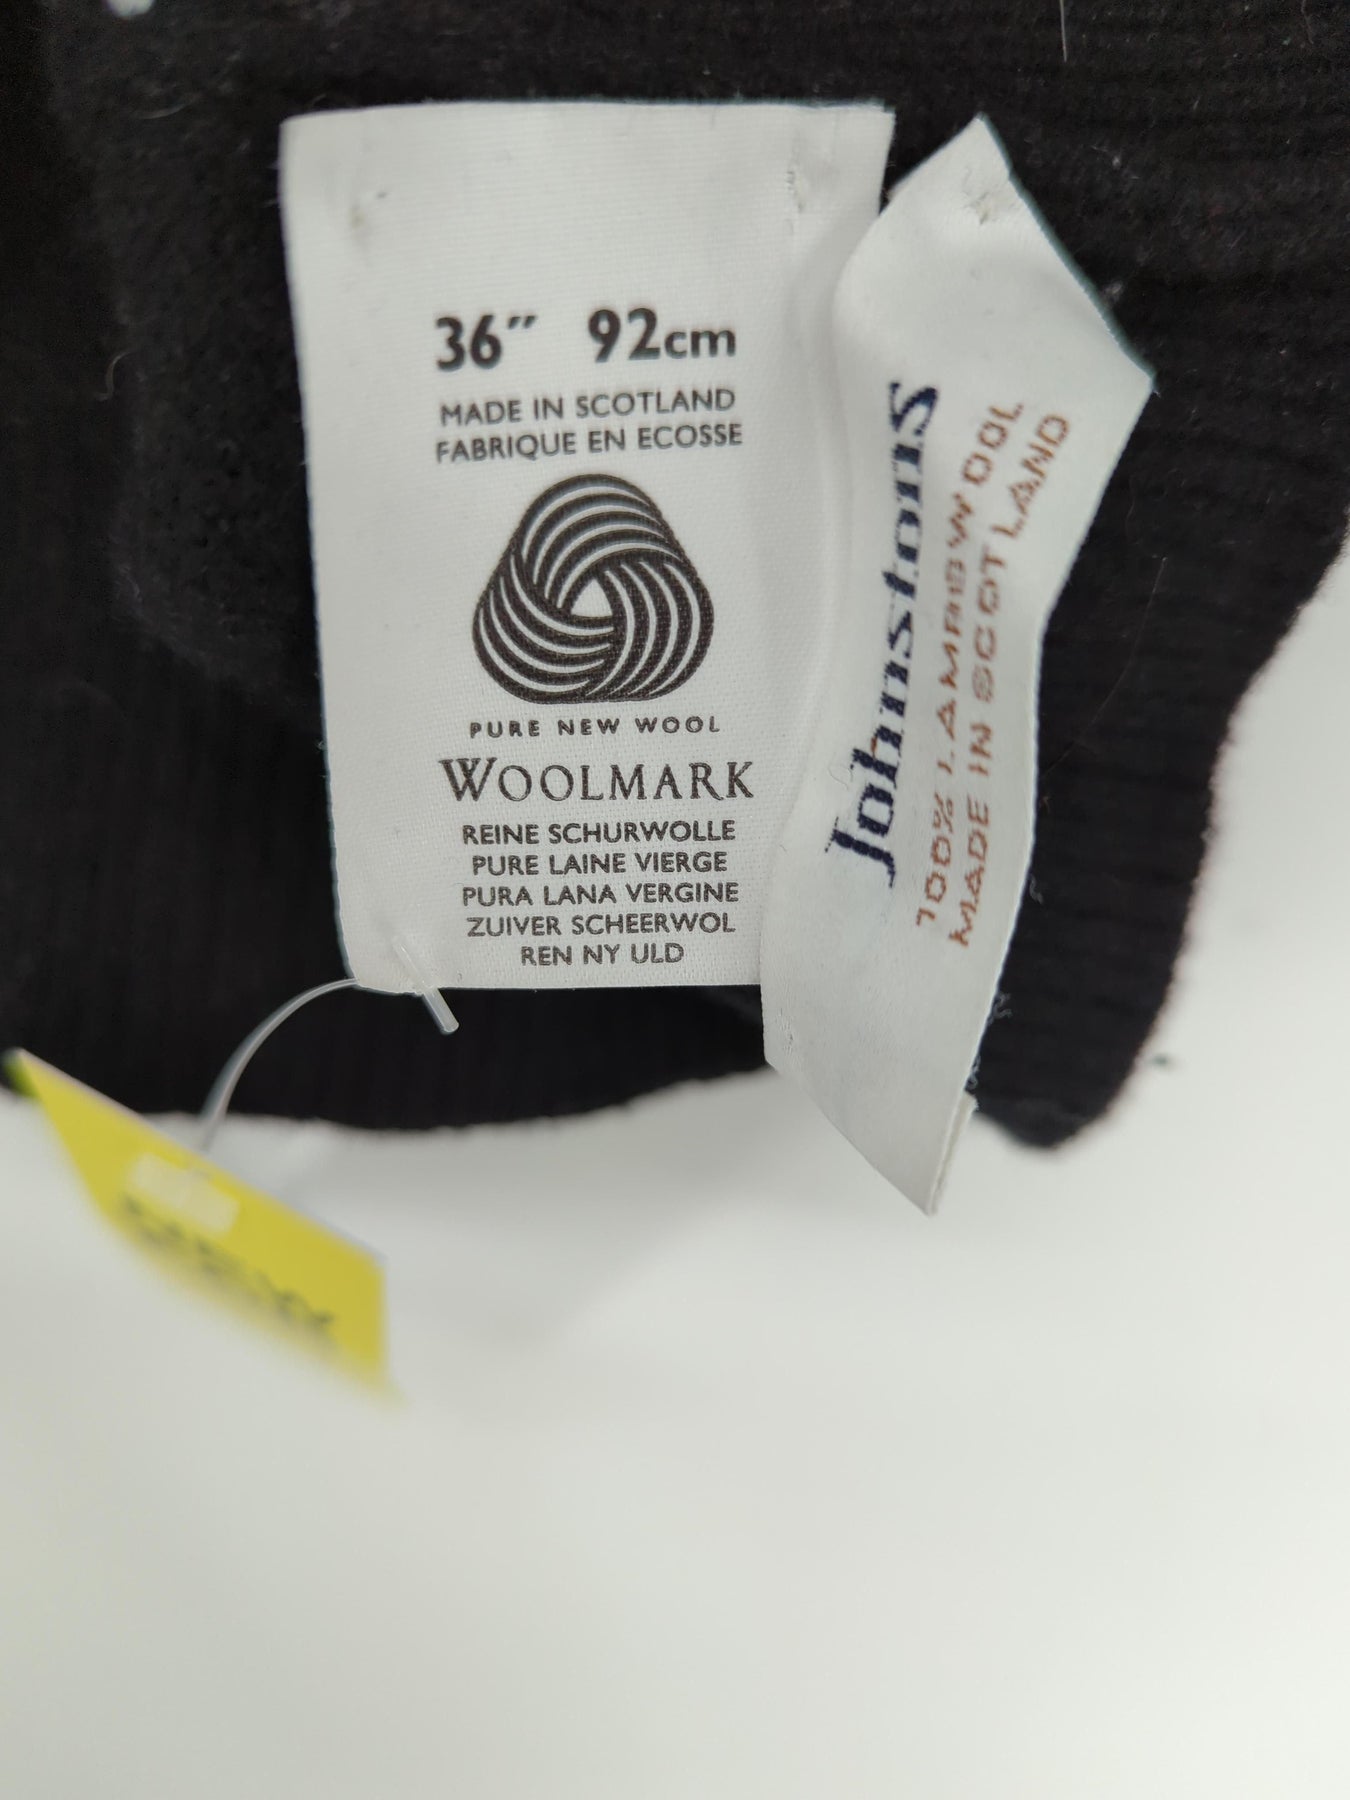 36″ 92cm
MADE IN SCOTLAND
FABRIQUE EN ECOSSE
PURE NEW WOOL
WOOLMARK
REINE SCHURWOLLE
PURE LAINE VIERGE
PURA LANA VERGINE
ZUIVER SCHEERWOL
REN NY ULD
Johnstons
100% LAMBSWOOL
MADE IN SCOTLAND